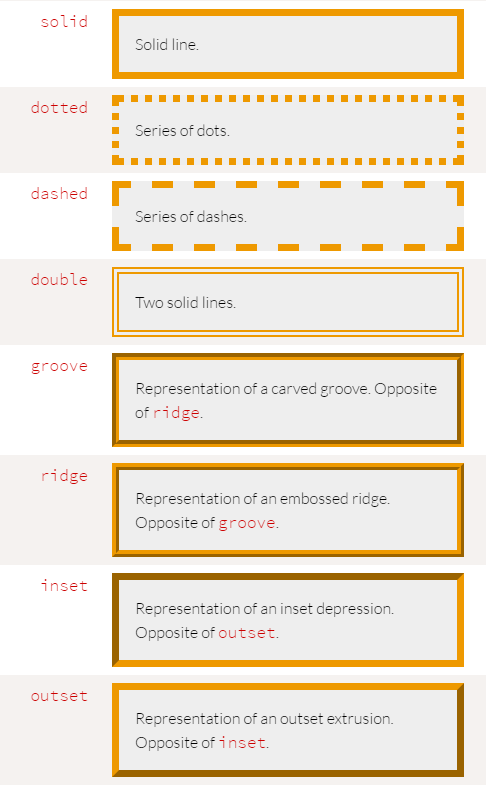 solid
Solid line.
dotted
Series of dots.
dashed
Series of dashes.
double
Two solid lines.
groove
Representation of a carved groove. Opposite
of ridge.
ridge
Representation of an embossed ridge.
Opposite of groove.
inset
Representation of an inset depression.
Opposite of outset.
outset
Representation of an outset extrusion.
Opposite of inset.